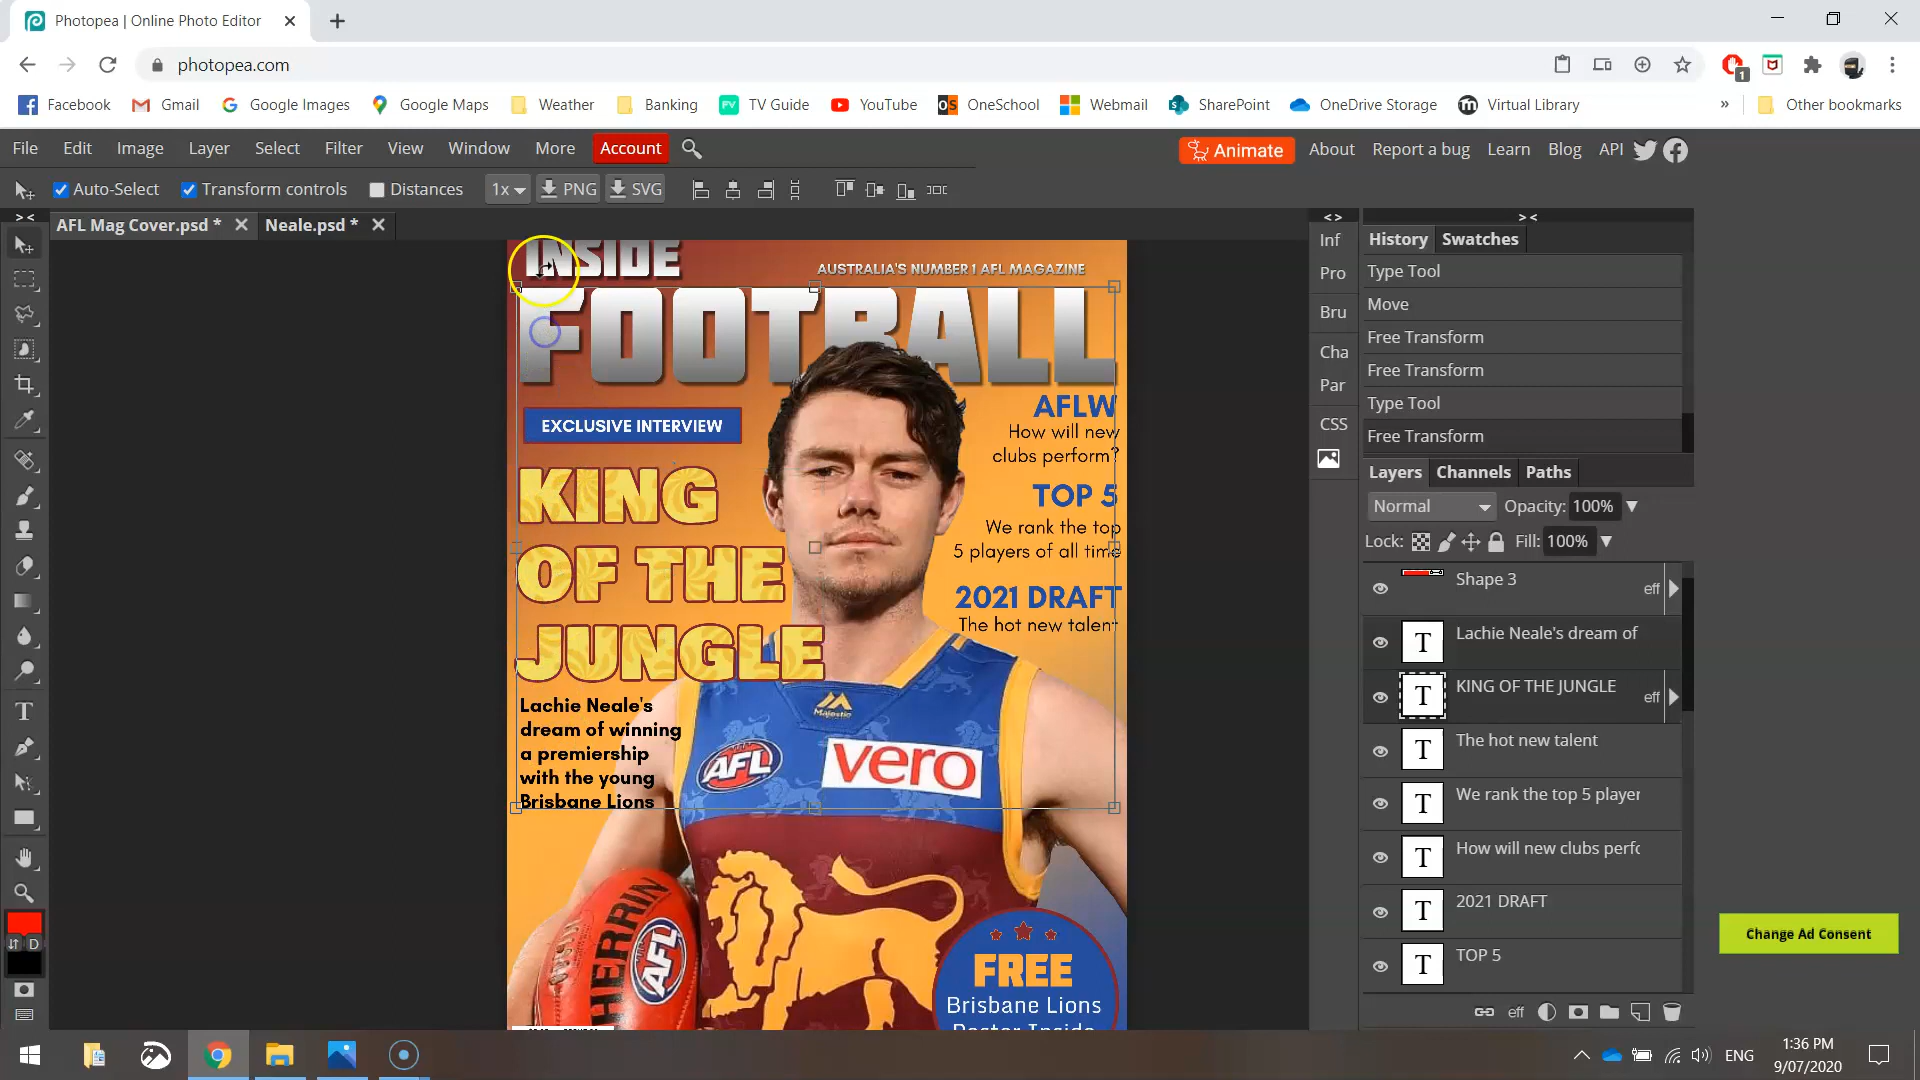 Photopea | Online Photo Editor
photopea.com
1
Facebook
Gmail
Google Images
Google Maps
Weather
Banking
TV Guide
YouTube
OneSchool
Webmail
SharePoint
OneDrive Storage
Virtual Library
»
Other bookmarks
File
Edit
Image
Layer
Select
Filter
View
Window
More
Account
Animate
About
Report a bug
Learn
Blog
API
Auto-Select
Transform controls
Distances
1x
PNG
SVG
AFL Mag Cover.psd *
Neale.psd *
INSIDE
AUSTRALIA'S NUMBER 1 AFL MAGAZINE
FOOTBALL
EXCLUSIVE INTERVIEW
KING
OF THE
JUNGLE
Lachie Neale's
dream of winning
a premiership
with the young
Brisbane Lions
AFLW
How will new
clubs perform?
TOP 5
We rank the top
5 players of all time
2021 DRAFT
The hot new talent
Majestic
AFL
vero
HERRIN
AFL
FREE
Brisbane Lions
Poster Inside
< >
Inf
Pro
Bru
Cha
Par
CSS
> <
> <
History
Swatches
Type Tool
Move
Free Transform
Free Transform
Type Tool
Free Transform
Layers
Channels
Paths
Normal
Opacity: 100%
Lock:
Fill: 100%
Shape 3
eff
T
Lachie Neale's dream of
T
KING OF THE JUNGLE
eff
T
The hot new talent
T
We rank the top 5 player
T
How will new clubs perfo
T
2021 DRAFT
T
TOP 5
eff
T
D
Change Ad Consent
ENG
1:36 PM
9/07/2020